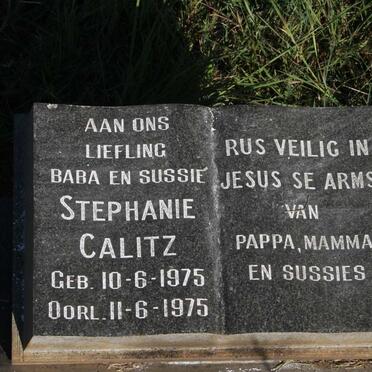 AAN ONS
LIEFLING
BABA EN SUSSIE
STEPHANIE
CALITZ
GEB. 10-6-1975
OORL. 11-6-1975
RUS VEILIG IN
JESUS SE ARMS
VAN
PAPPA, MAMMA
EN SUSSIES